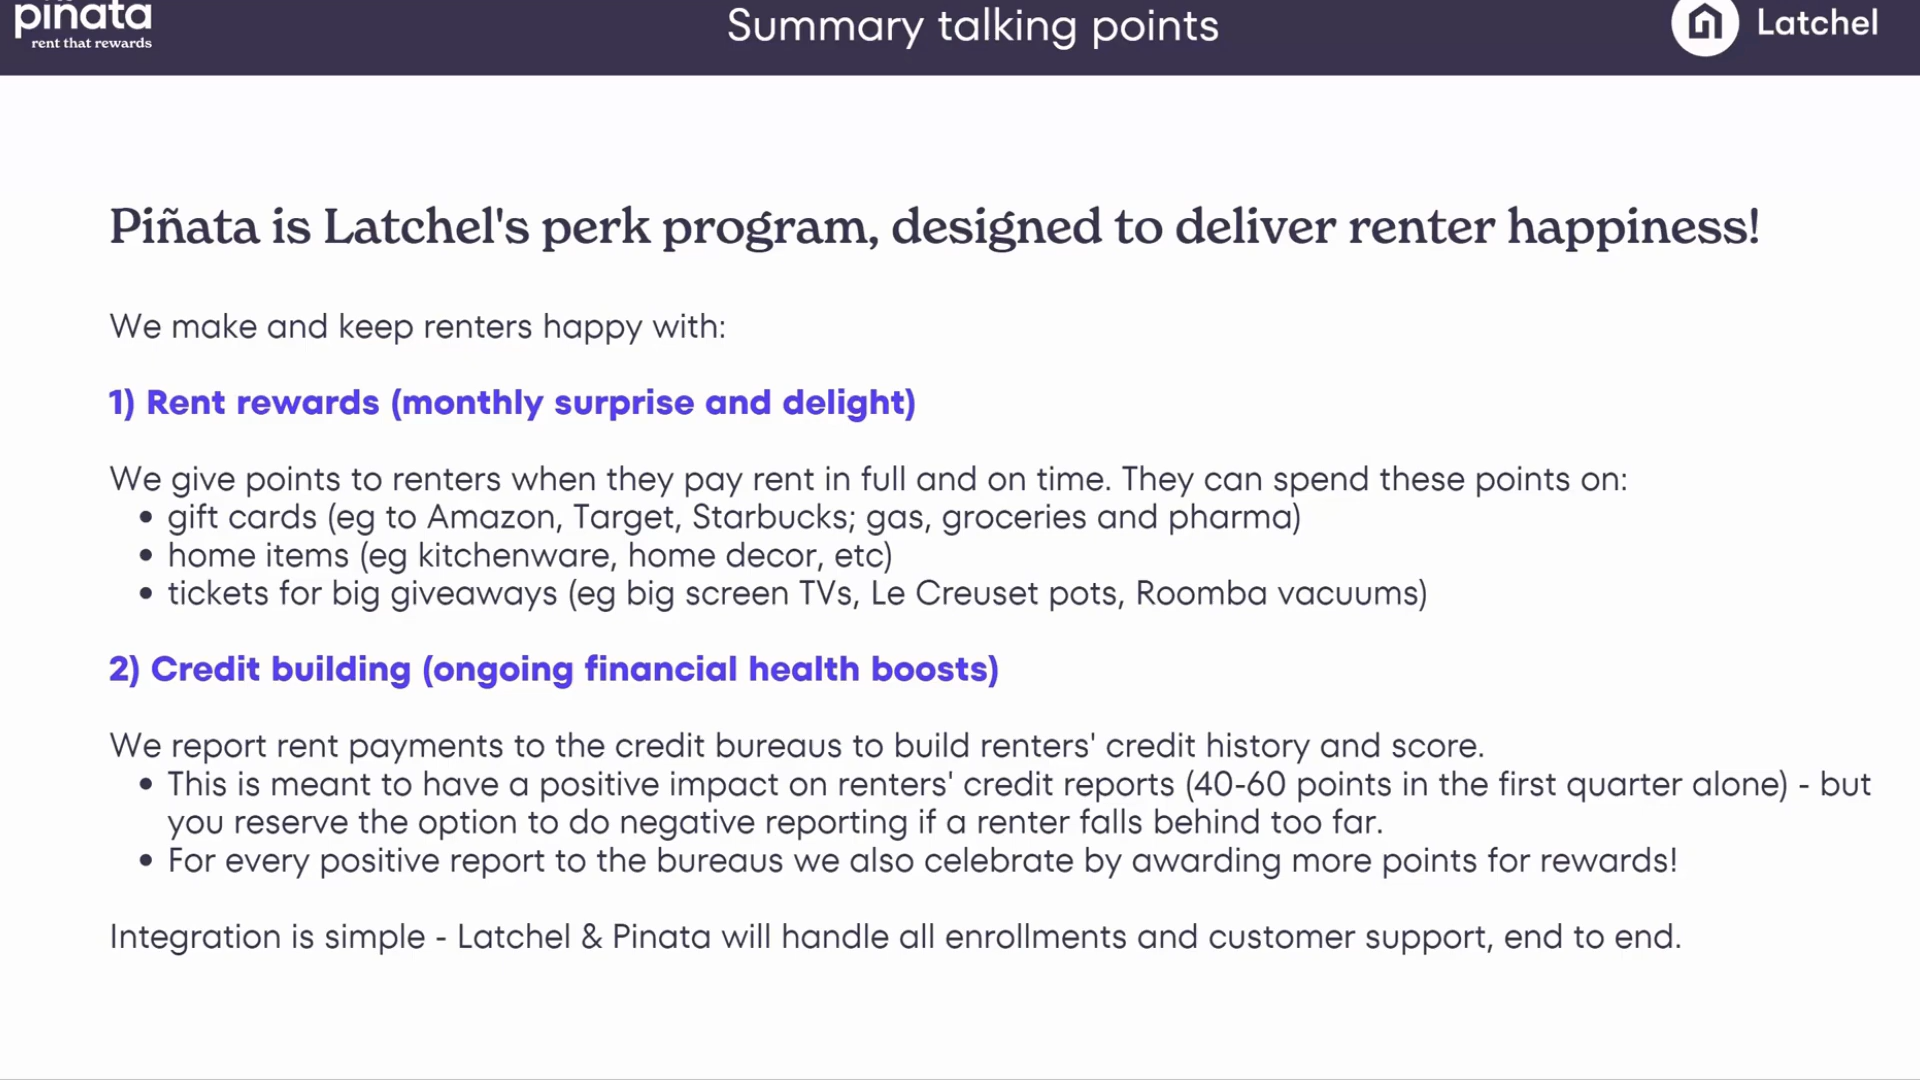 piñata
rent that rewards
Summary talking points
Latchel
Piñata is Latchel's perk program, designed to deliver renter happiness!
We make and keep renters happy with:
1) Rent rewards (monthly surprise and delight)
We give points to renters when they pay rent in full and on time. They can spend these points on:
• gift cards (eg to Amazon, Target, Starbucks; gas, groceries and pharma)
• home items (eg kitchenware, home decor, etc)
• tickets for big giveaways (eg big screen TVs, Le Creuset pots, Roomba vacuums)
2) Credit building (ongoing financial health boosts)
We report rent payments to the credit bureaus to build renters' credit history and score.
• This is meant to have a positive impact on renters' credit reports (40-60 points in the first quarter alone) - but
you reserve the option to do negative reporting if a renter falls behind too far.
• For every positive report to the bureaus we also celebrate by awarding more points for rewards!
Integration is simple - Latchel & Pinata will handle all enrollments and customer support, end to end.